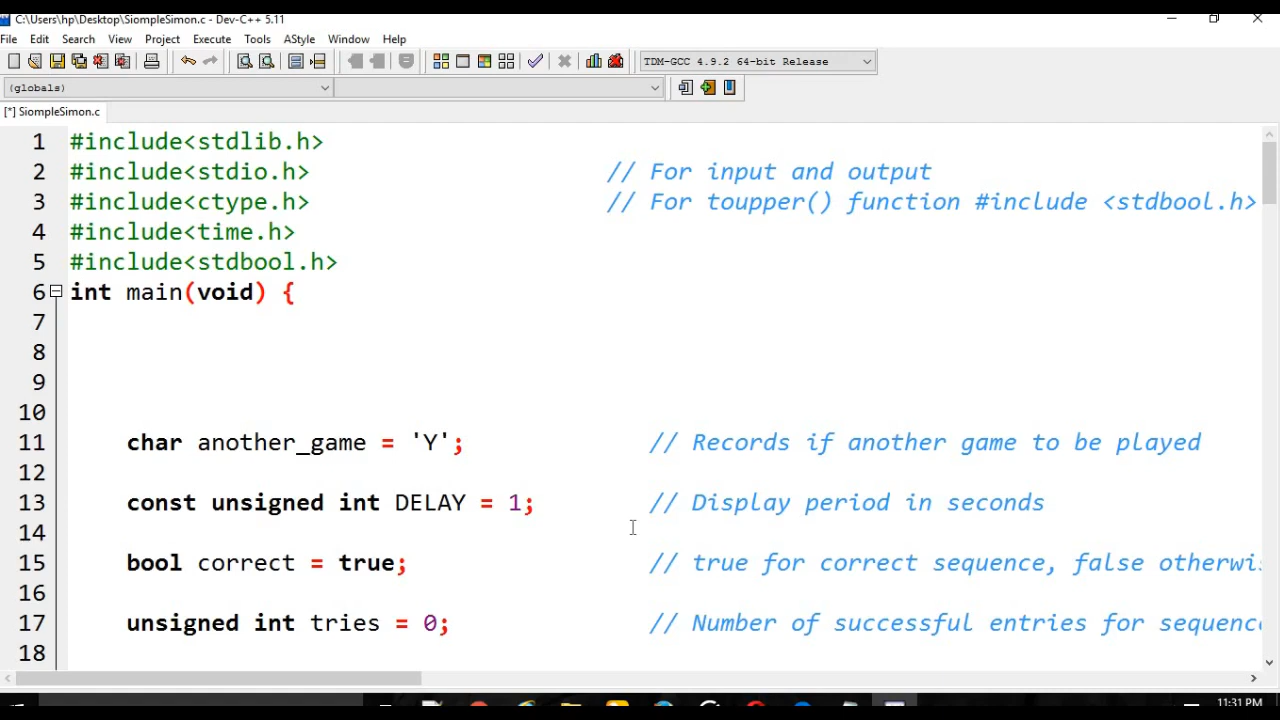 C:\Users\hp\Desktop\SiompleSimon.c - Dev-C++ 5.11
File Edit Search View Project Execute Tools AStyle Window Help
TDM-GCC 4.9.2 64-bit Release
(globals)
[*] SiompleSimon.c
1 #include<stdlib.h>
2 #include<stdio.h> // For input and output
3 #include<ctype.h> // For toupper() function #include <stdbool.h>
4 #include<time.h>
5 #include<stdbool.h>
6 int main(void) {
7
8
9
10
11 char another_game = 'Y'; // Records if another game to be played
12
13 const unsigned int DELAY = 1; // Display period in seconds
14
15 bool correct = true; // true for correct sequence, false otherwi
16
17 unsigned int tries = 0; // Number of successful entries for sequenc
18
11:31 PM